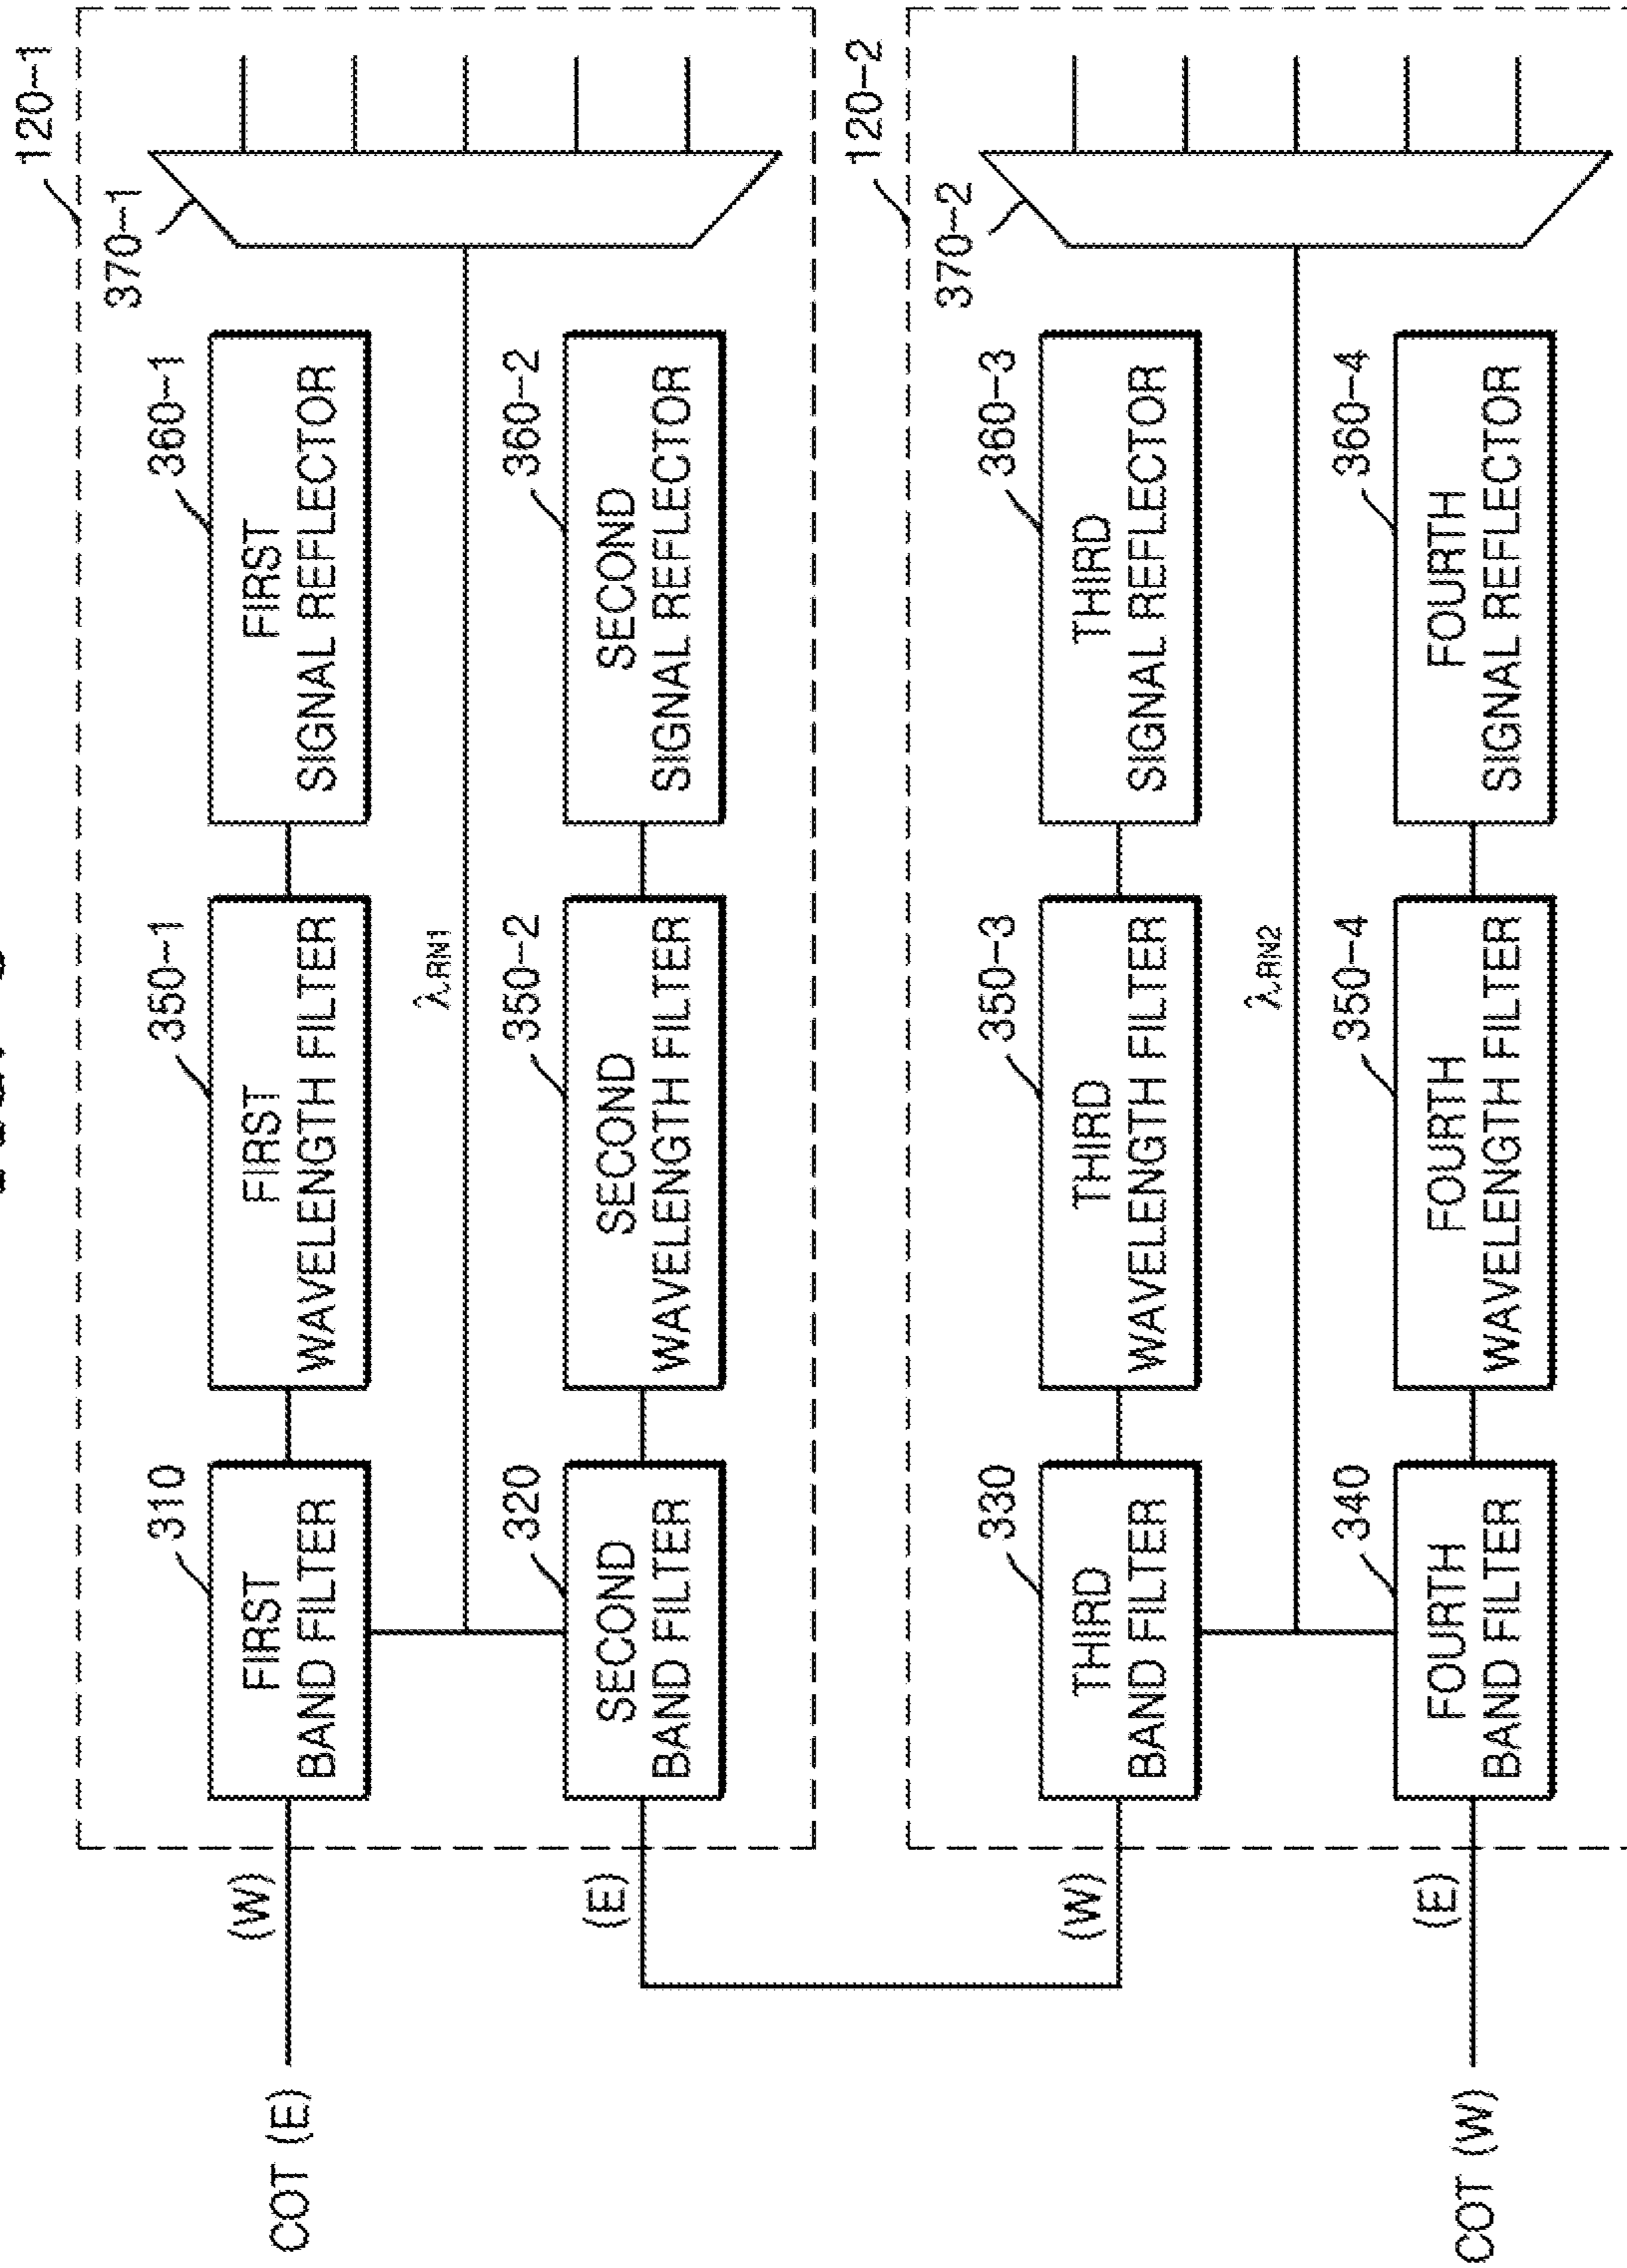 120-1
370-1
COT (E)
(W)
310
FIRST
BAND FILTER
350-1
FIRST
WAVELENGTH FILTER
360-1
FIRST
SIGNAL REFLECTOR
λRN1
(E)
320
SECOND
BAND FILTER
350-2
SECOND
WAVELENGTH FILTER
360-2
SECOND
SIGNAL REFLECTOR
120-2
370-2
(W)
330
THIRD
BAND FILTER
350-3
THIRD
WAVELENGTH FILTER
360-3
THIRD
SIGNAL REFLECTOR
λRN2
COT (W)
(E)
340
FOURTH
BAND FILTER
350-4
FOURTH
WAVELENGTH FILTER
360-4
FOURTH
SIGNAL REFLECTOR